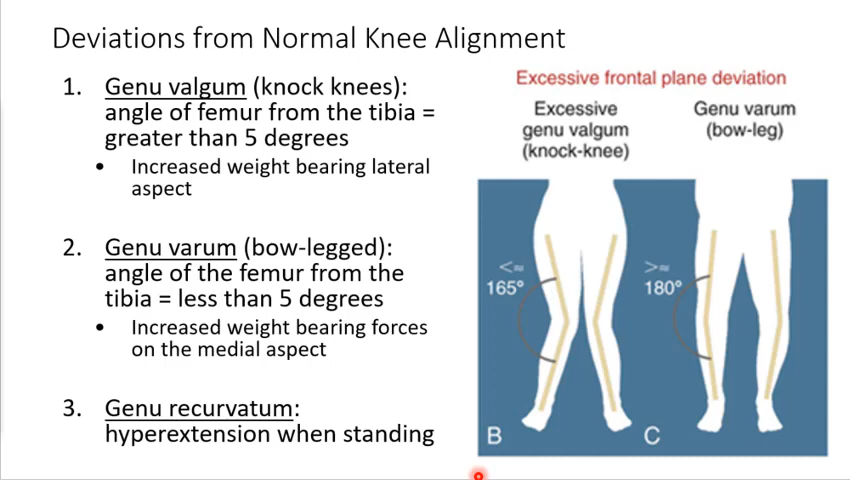 Deviations from Normal Knee Alignment
1. Genu valgum (knock knees):
angle of femur from the tibia =
greater than 5 degrees
• Increased weight bearing lateral
aspect
2. Genu varum (bow-legged):
angle of the femur from the
tibia = less than 5 degrees
• Increased weight bearing forces
on the medial aspect
3. Genu recurvatum:
hyperextension when standing
Excessive frontal plane deviation
Excessive
genu valgum
(knock-knee)
Genu varum
(bow-leg)
<≈
165°
B
>≈
180°
C